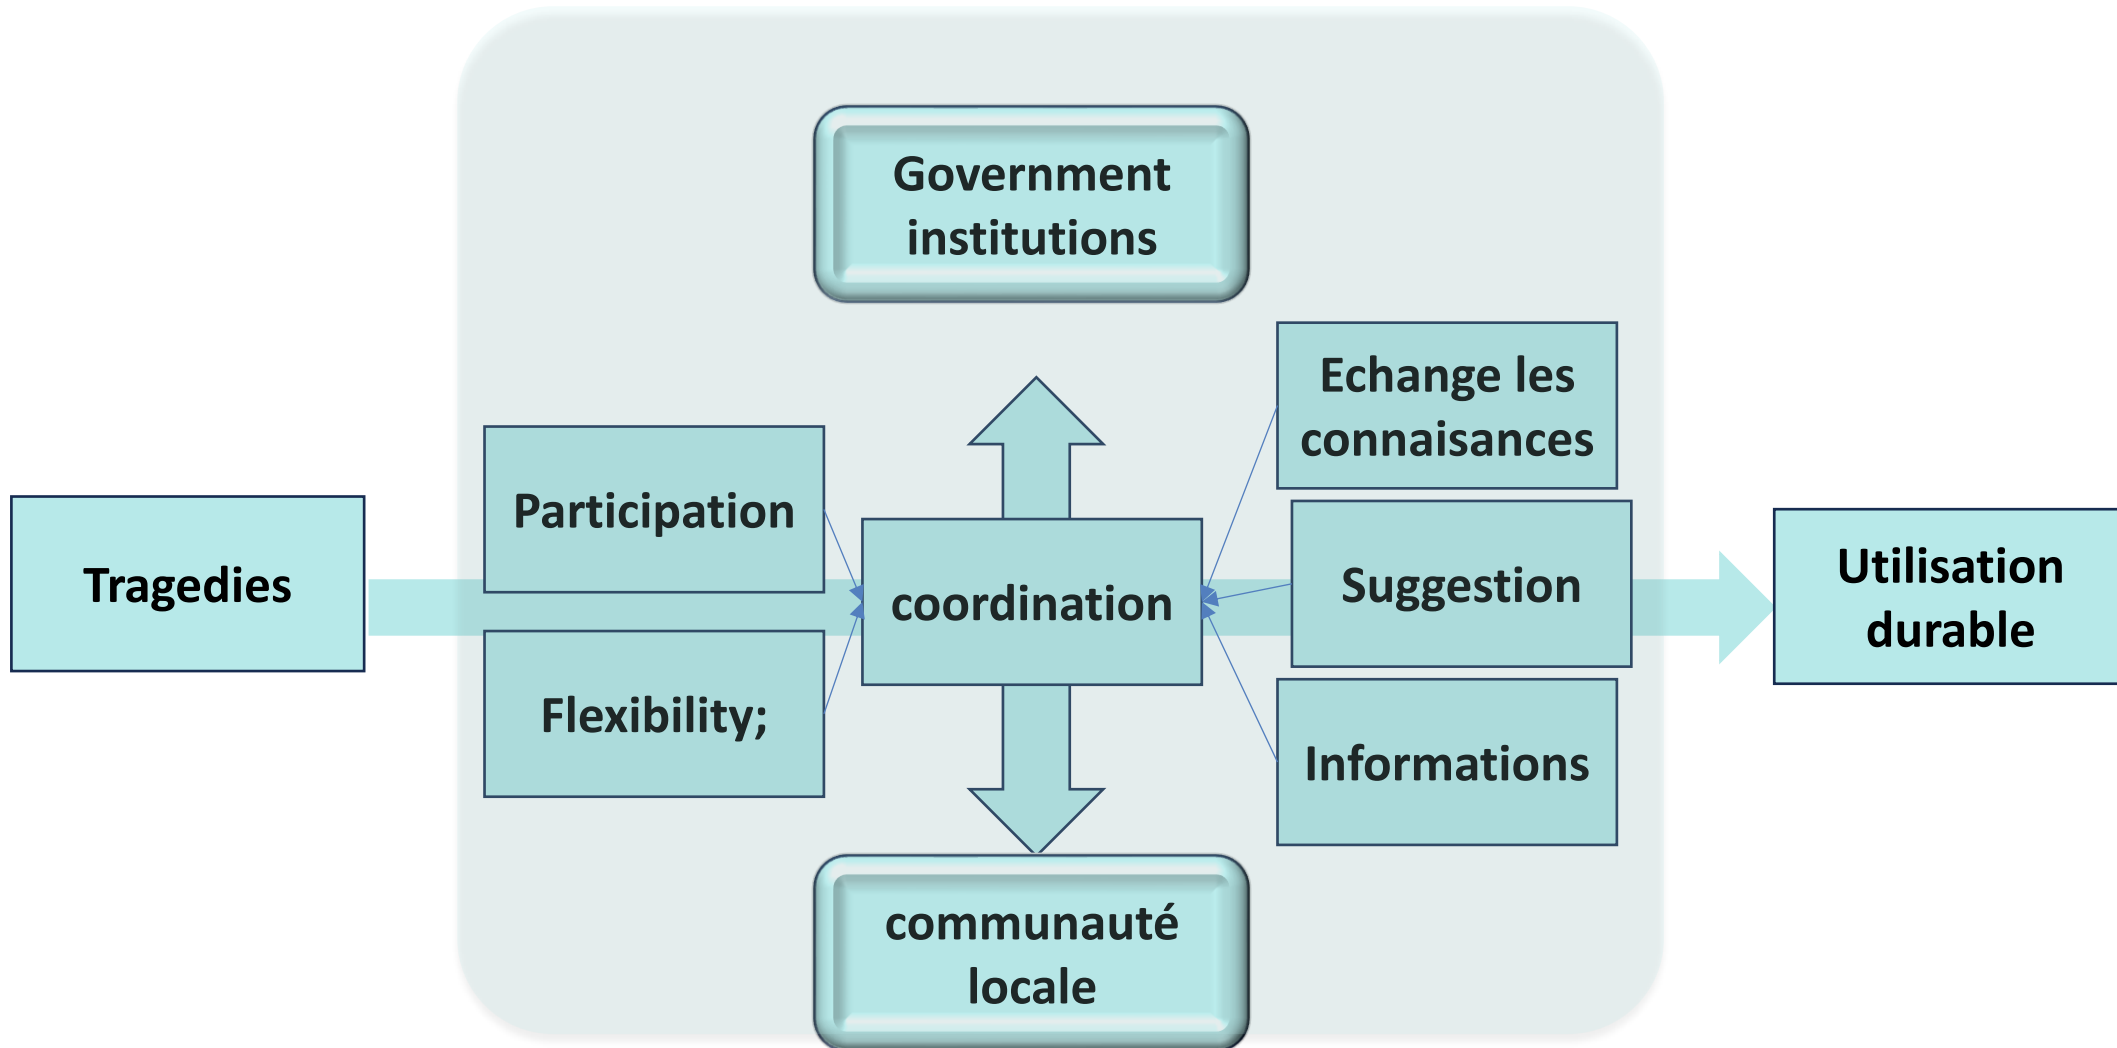 Government
institutions
Echange les
connaisances
Participation
Tragedies
coordination
Suggestion
Utilisation
durable
Flexibility;
Informations
communauté
locale